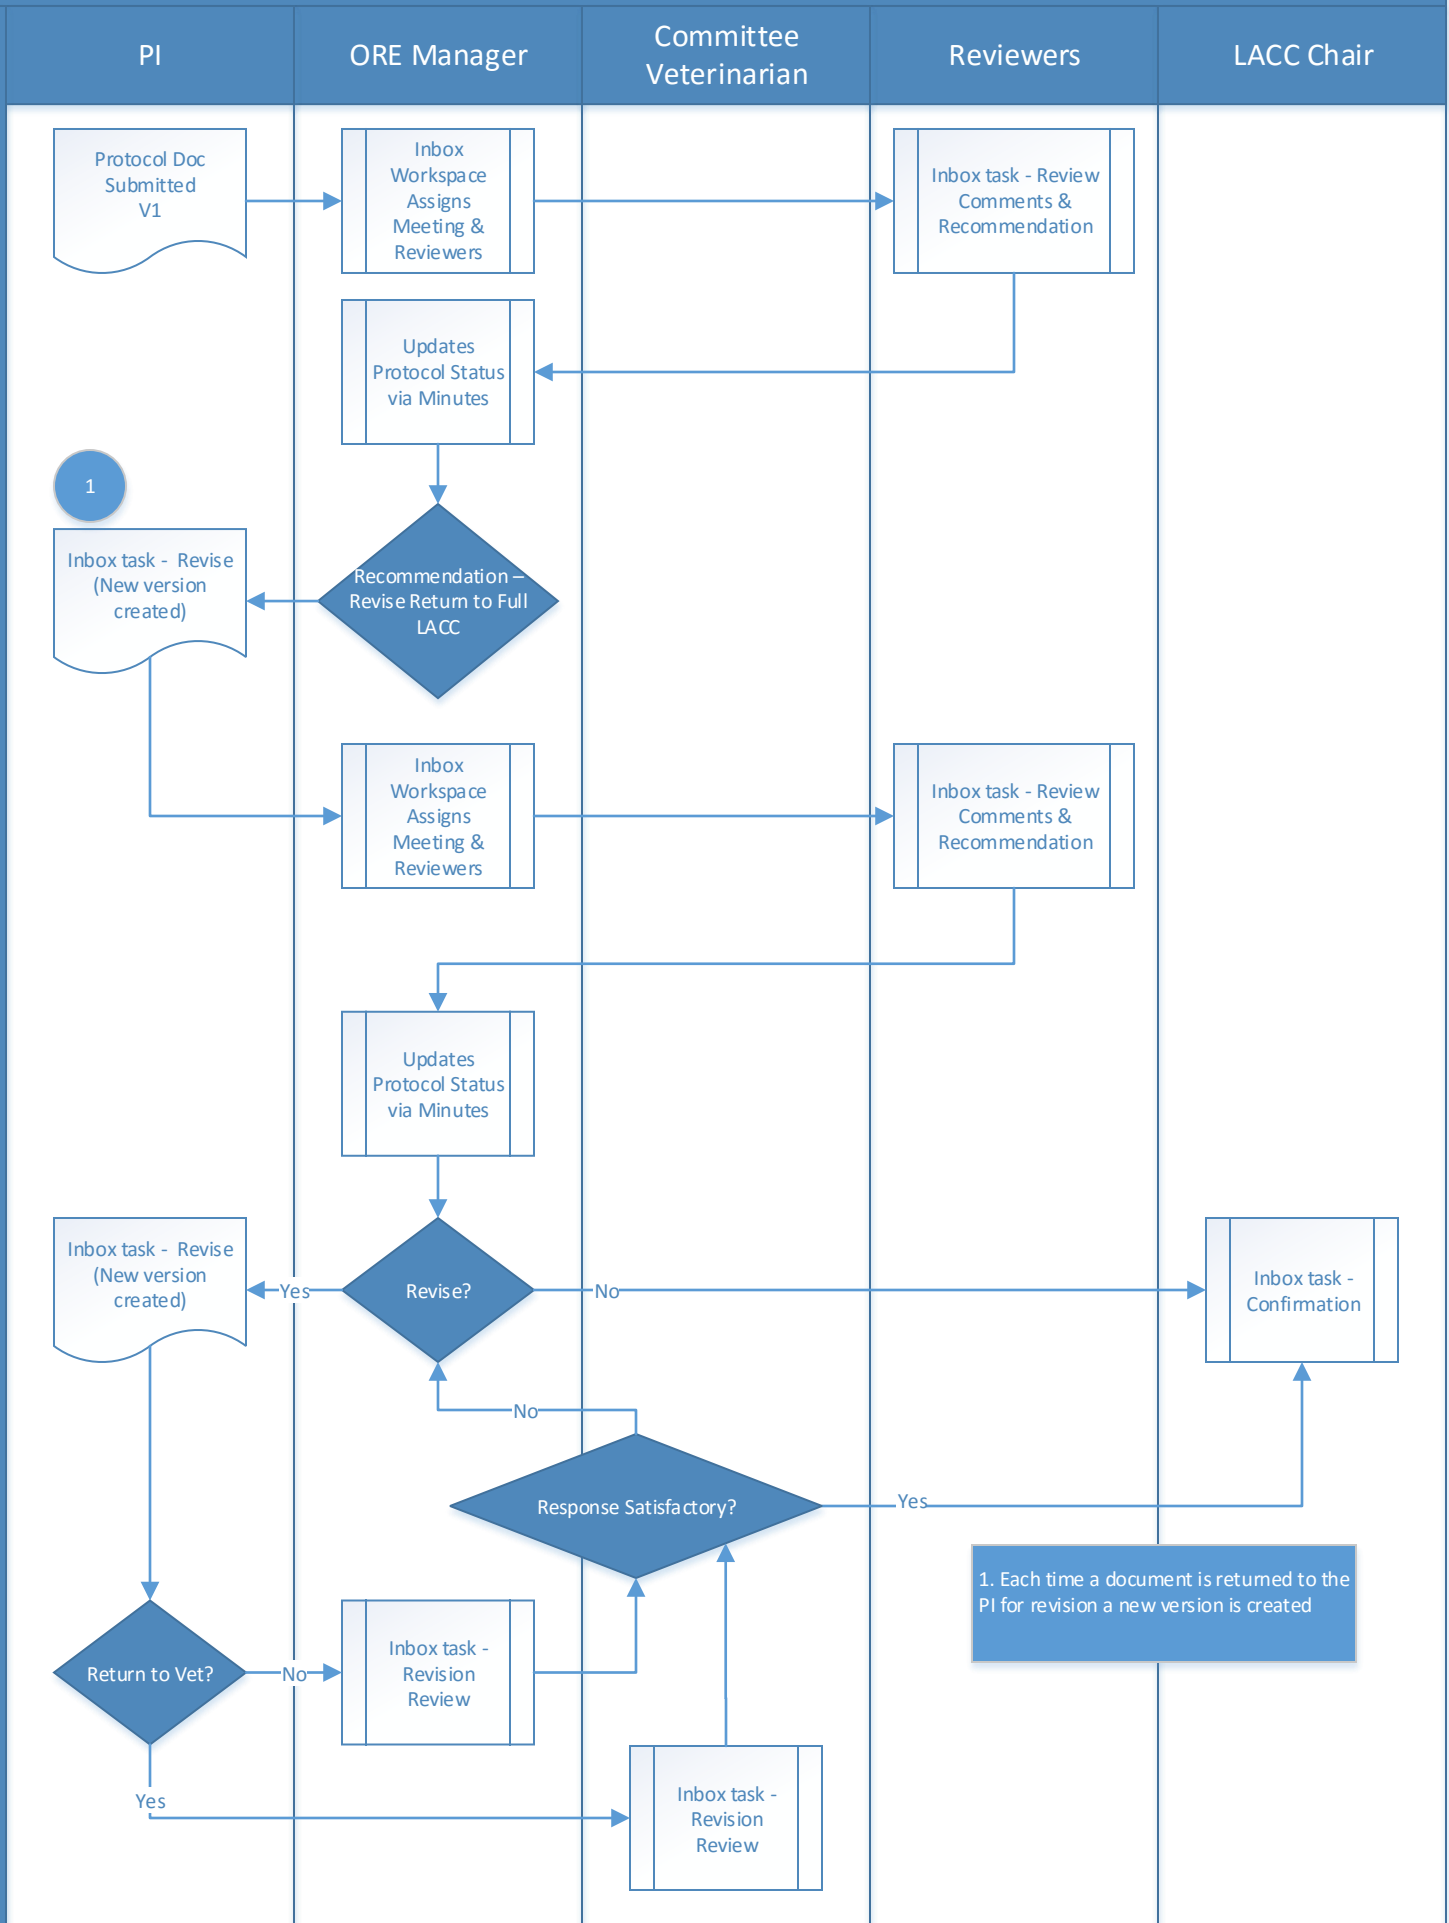 PI
ORE Manager
Committee
Veterinarian
Reviewers
LACC Chair
Protocol Doc
Submitted
V1
Inbox
Workspace
Assigns
Meeting &
Reviewers
Inbox task - Review
Comments &
Recommendation
Updates
Protocol Status
via Minutes
1
Inbox task - Revise
(New version
created)
Recommendation –
Revise Return to Full
LACC
Inbox
Workspace
Assigns
Meeting &
Reviewers
Inbox task - Review
Comments &
Recommendation
Updates
Protocol Status
via Minutes
Inbox task - Revise
(New version
created)
Yes
Revise?
No
Inbox task -
Confirmation
No
Response Satisfactory?
Yes
1. Each time a document is returned to the
PI for revision a new version is created
Return to Vet?
No
Inbox task -
Revision
Review
Yes
Inbox task -
Revision
Review